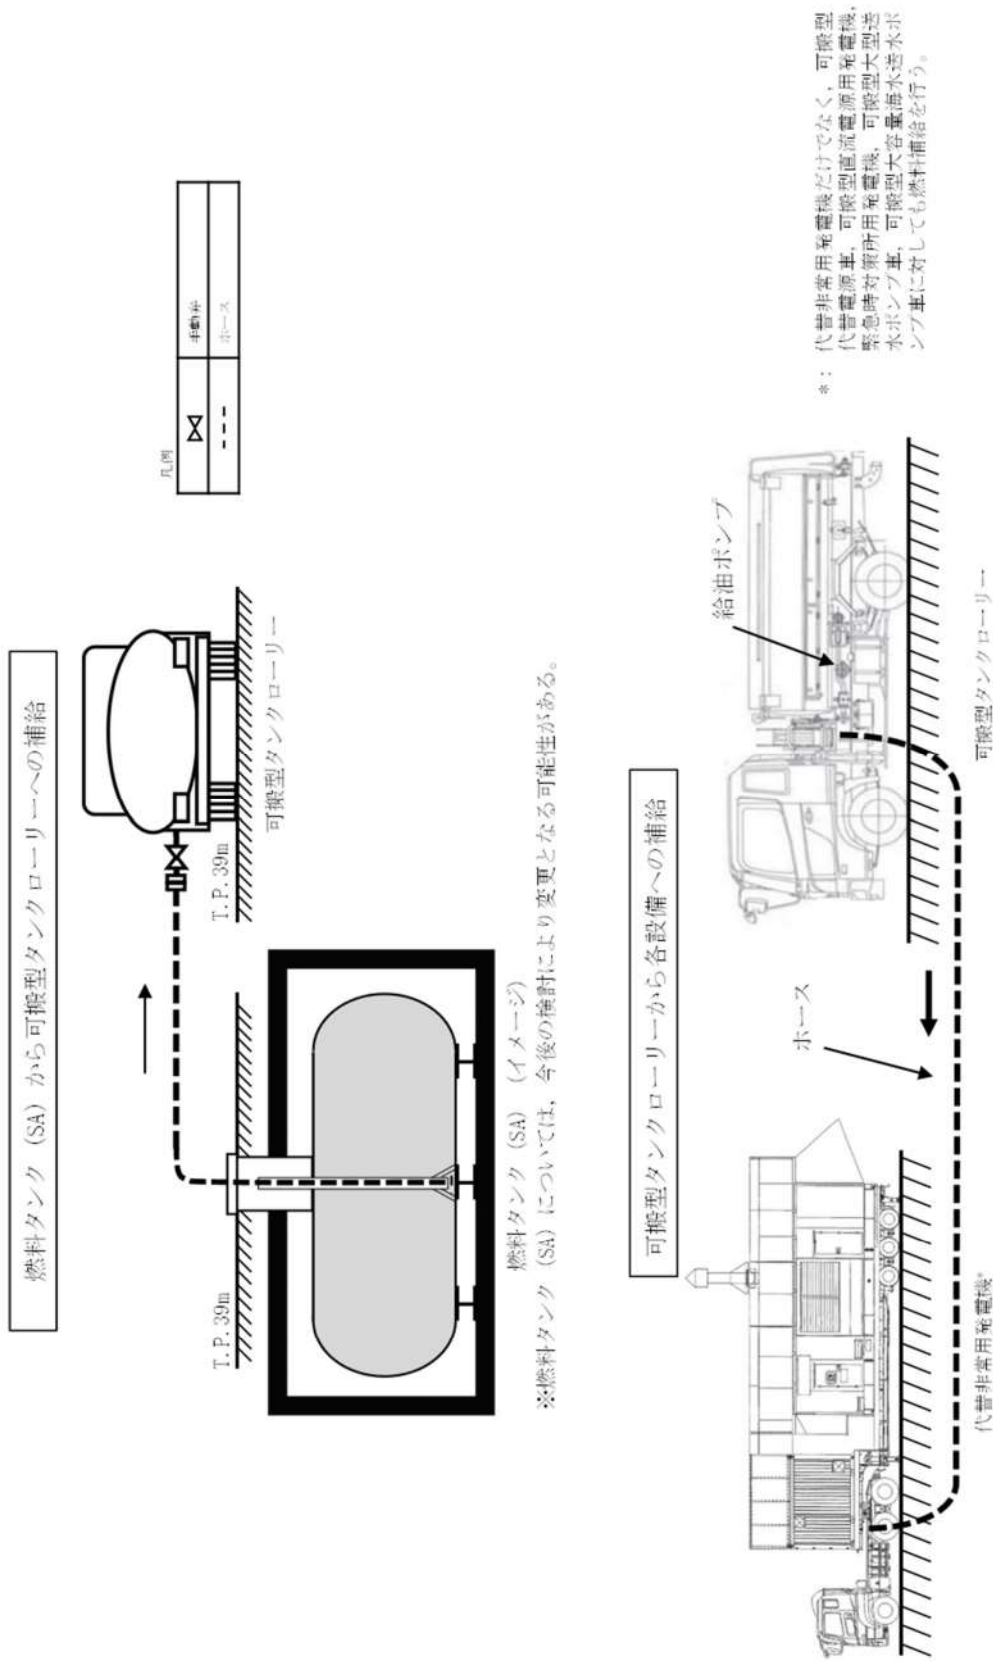 燃料タンク（SA）から可搬型タンクローリーへの補給
T.P.39m
T.P.39m
可搬型タンクローリー
燃料タンク（SA）（イメージ）
※燃料タンク（SA）については，今後の検討により変更となる可能性がある。
凡例
手動弁
ホース
可搬型タンクローリーから各設備への補給
給油ポンプ
ホース
代替非常用発電機*
可搬型タンクローリー
*：代替非常用発電機だけでなく，可搬型
代替電源車，可搬型直流電源用発電機，
緊急時対策所用発電機，可搬型大型送
水ポンプ車，可搬型大容量海水送水ポ
ンプ車に対しても燃料補給を行う。